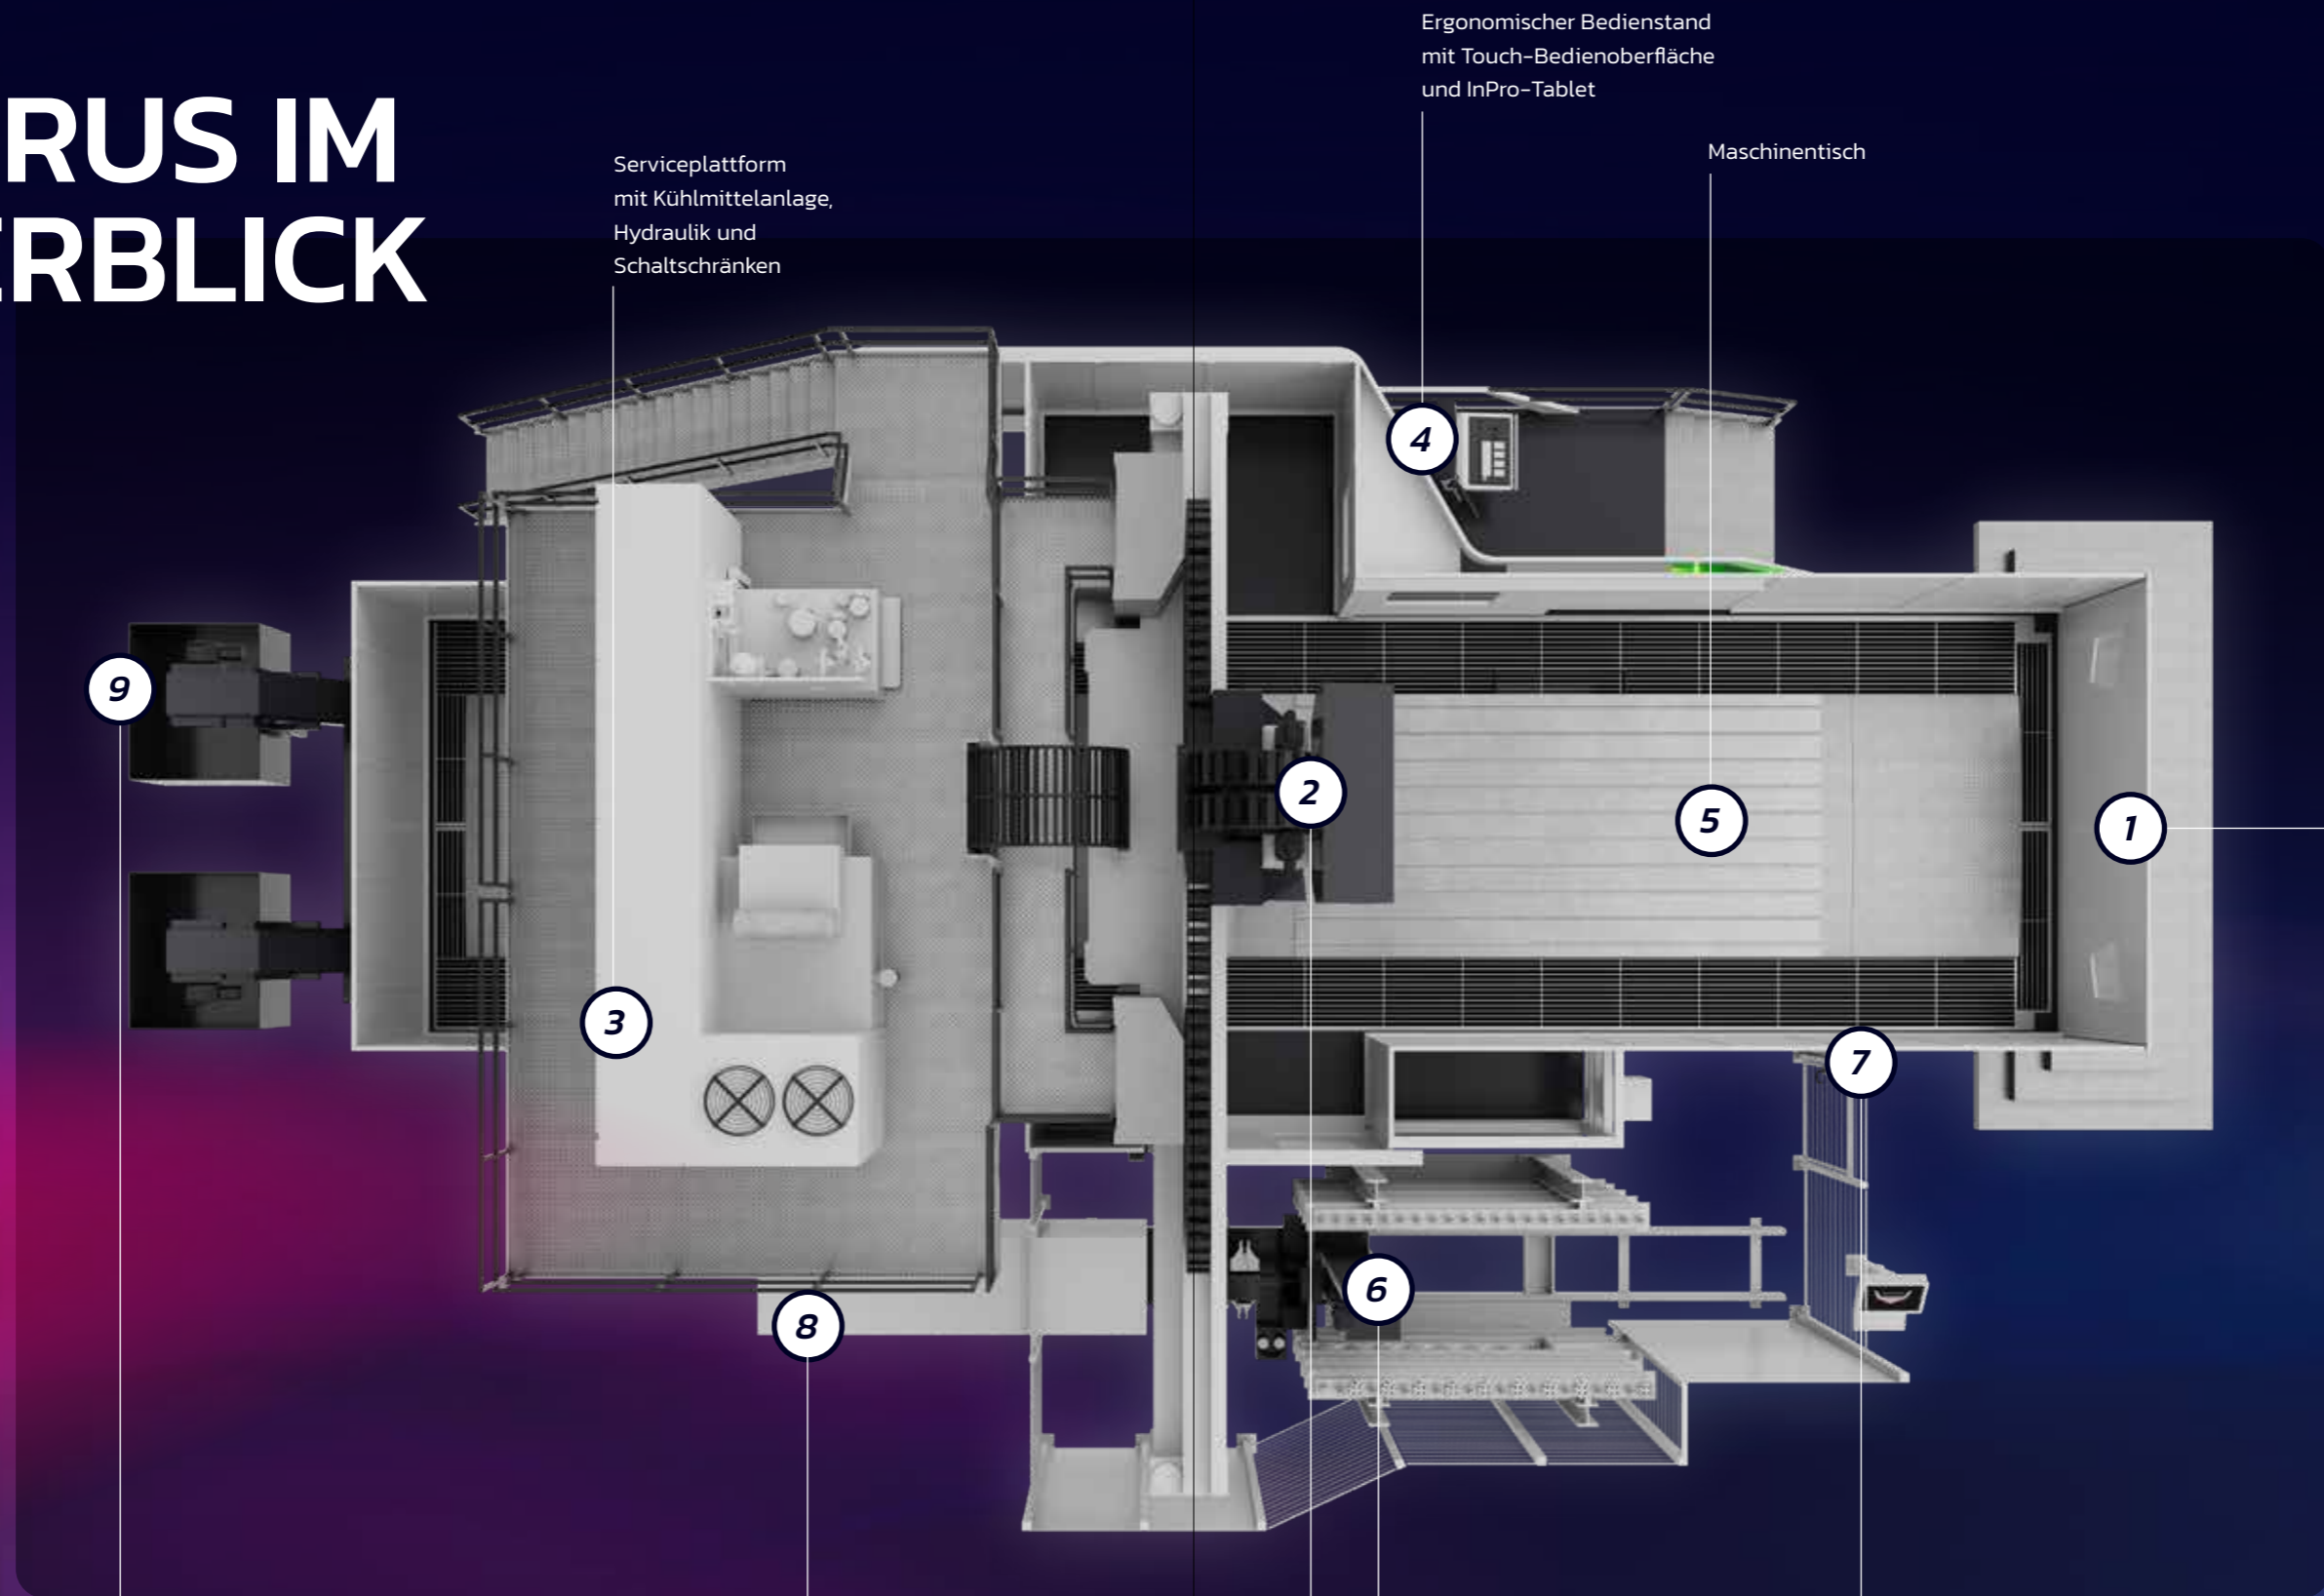 RUS IM
ERBLICK
Serviceplattform
mit Kühlmittelanlage,
Hydraulik und
Schaltschränken
Ergonomischer Bedienstand
mit Touch-Bedienoberfläche
und InPro-Tablet
Maschinentisch
4
9
2
5
1
3
7
6
8